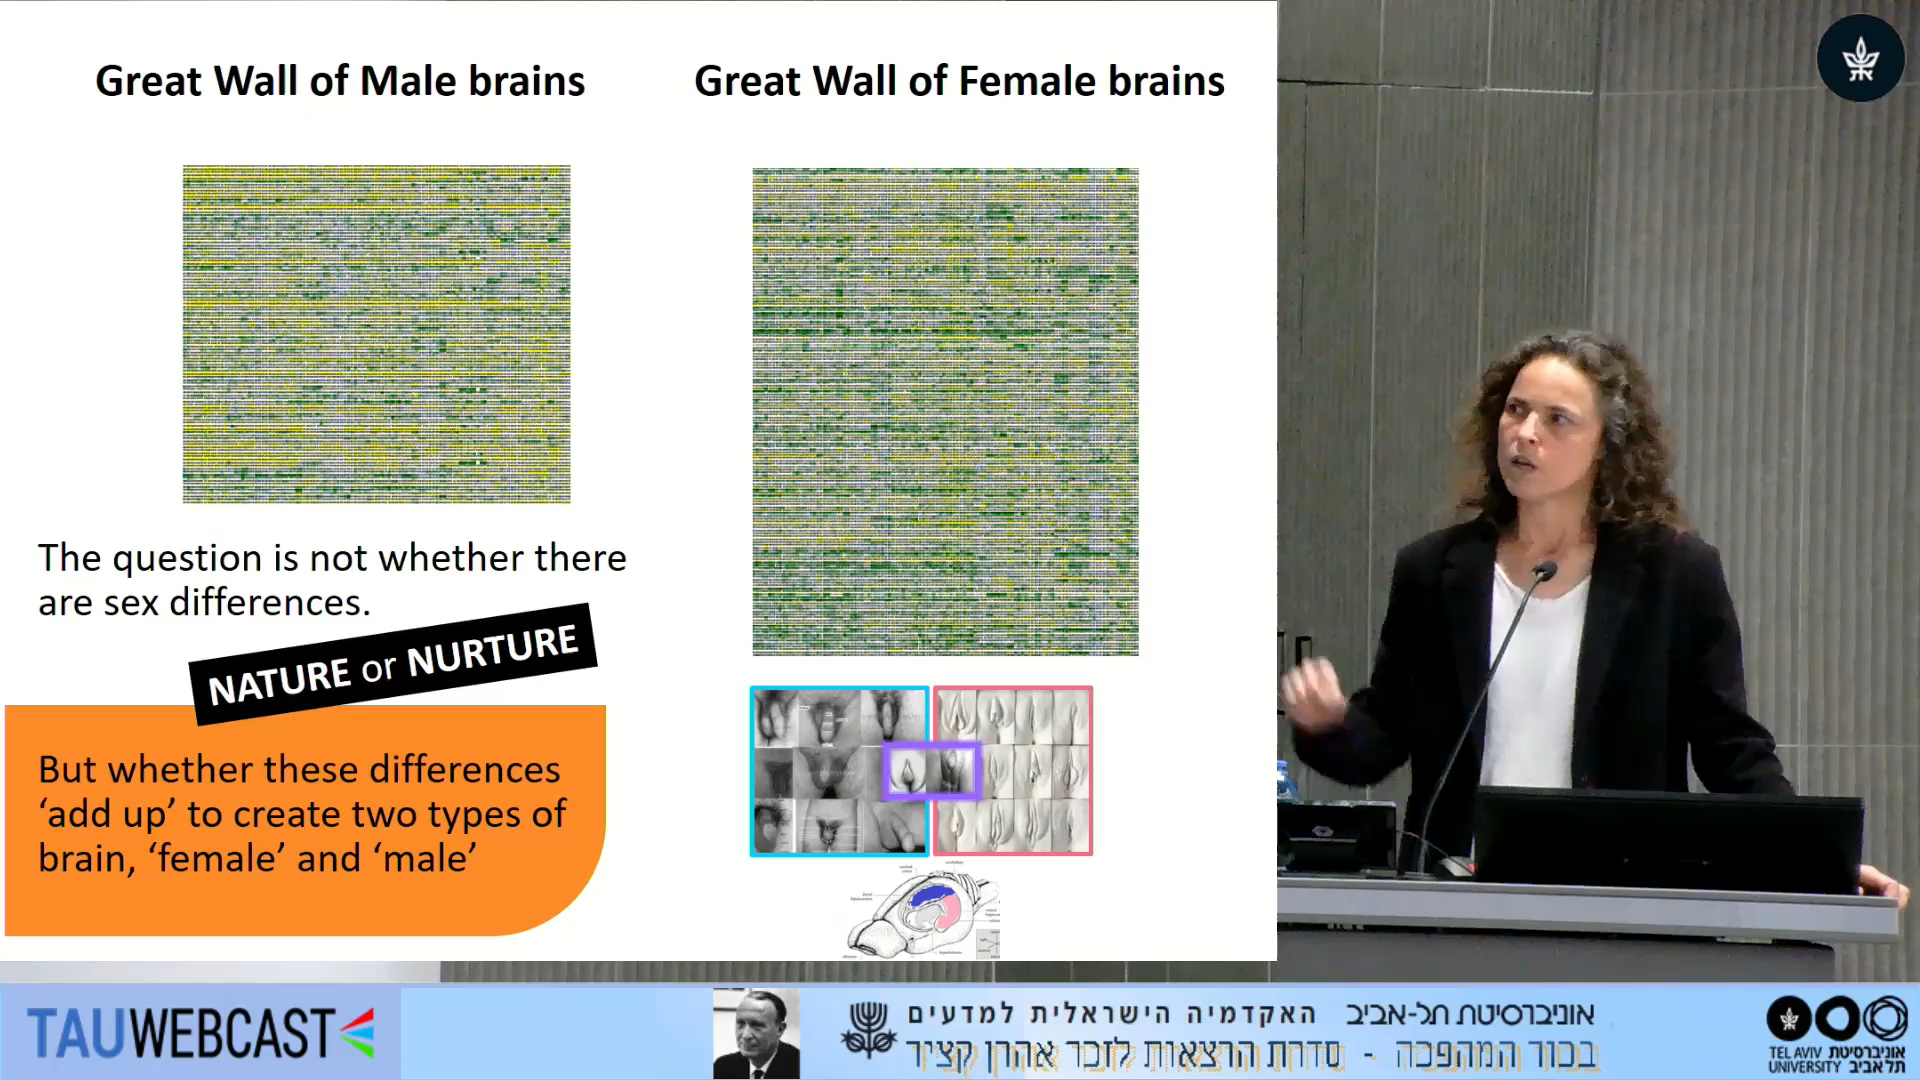 Great Wall of Male brains
Great Wall of Female brains
The question is not whether there
are sex differences.
NATURE or NURTURE
But whether these differences
‘add up’ to create two types of
brain, ‘female’ and ‘male’
TAUWEBCAST
האקדמיה הישראלית למדעים
אוניברסיטת תל-אביב
בכור המהפכה - סדרת הרצאות לזכר אהרן קציר
TEL AVIV אוניברסיטת
UNIVERSITY תל אביב